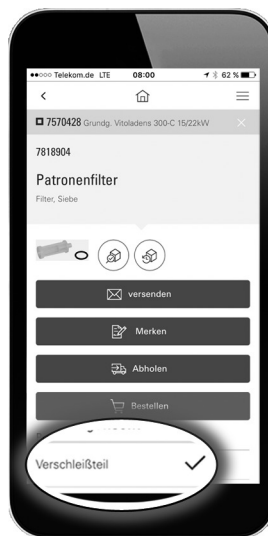 Telekom.de LTE 08:00 62 %
7570428 Grundg. Vitoladens 300-C 15/22kW
7818904
Patronenfilter
Filter, Siebe
versenden
Merken
Abholen
Bestellen
Verschleißteil